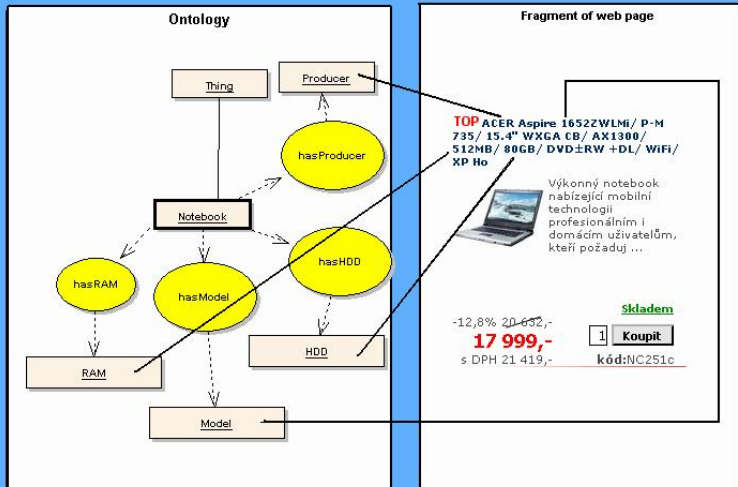 Ontology
Thing
Producer
hasProducer
Notebook
hasRAM
hasModel
hasHDD
RAM
HDD
Model
Fragment of web page
TOP ACER Aspire 1652ZWLMi/ P-M
735/ 15.4" WXGA CB/ AX1300/
512MB/ 80GB/ DVD±RW +DL/ WiFi/
XP Ho
Výkonný notebook
nabízející mobilní
technologii
profesionálním i
domácím uživatelům,
kteří požaduj ...
Skladem
-12,8% 20 632,-
17 999,-
1 Koupit
s DPH 21 419,-
kód:NC251c